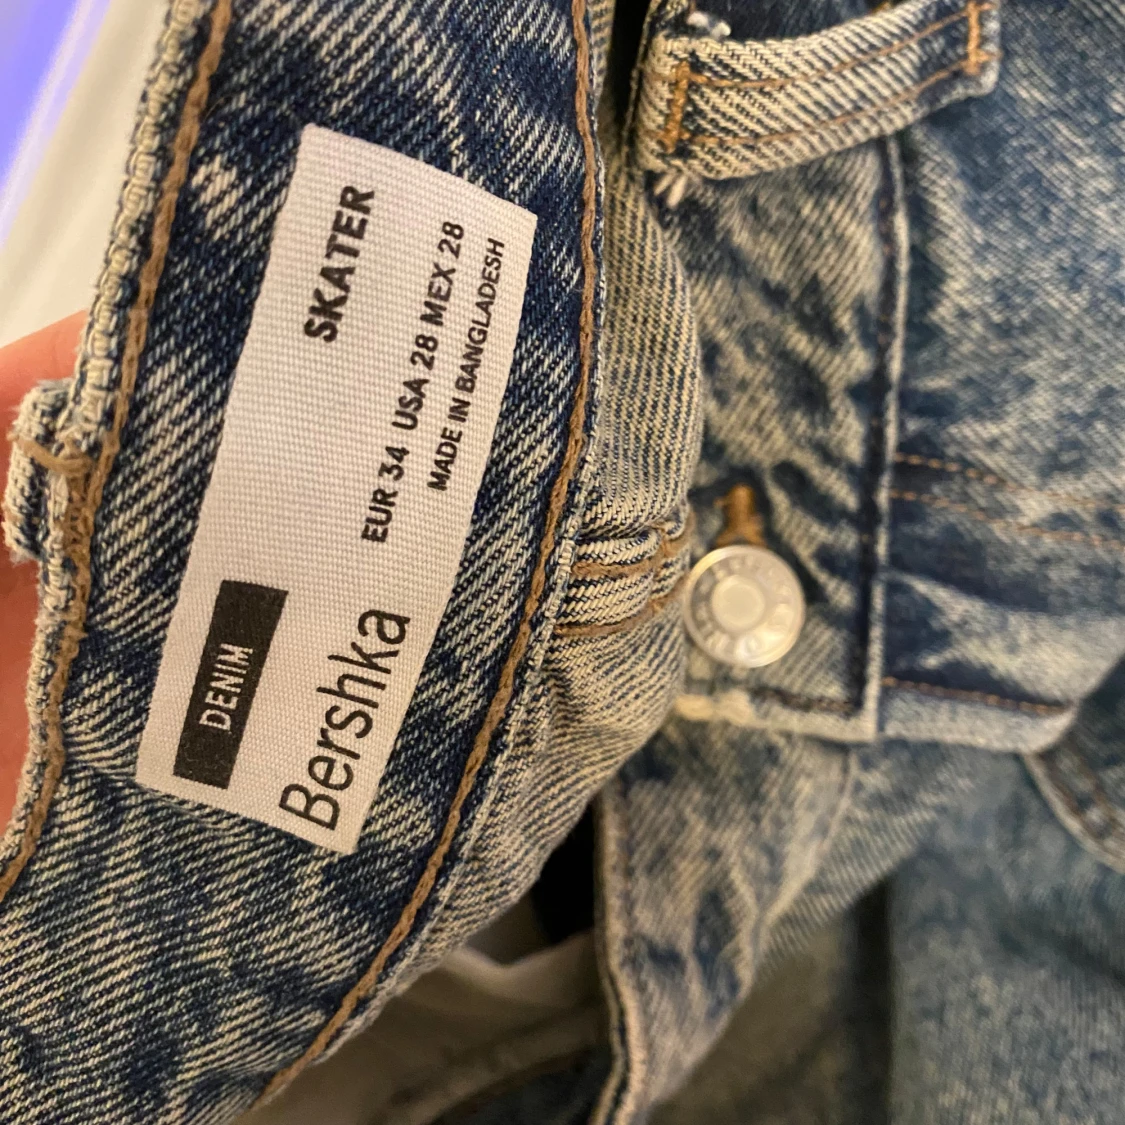 DENIM
SKATER
Bershka
EUR 34 USA 28 MEX 28
MADE IN BANGLADESH